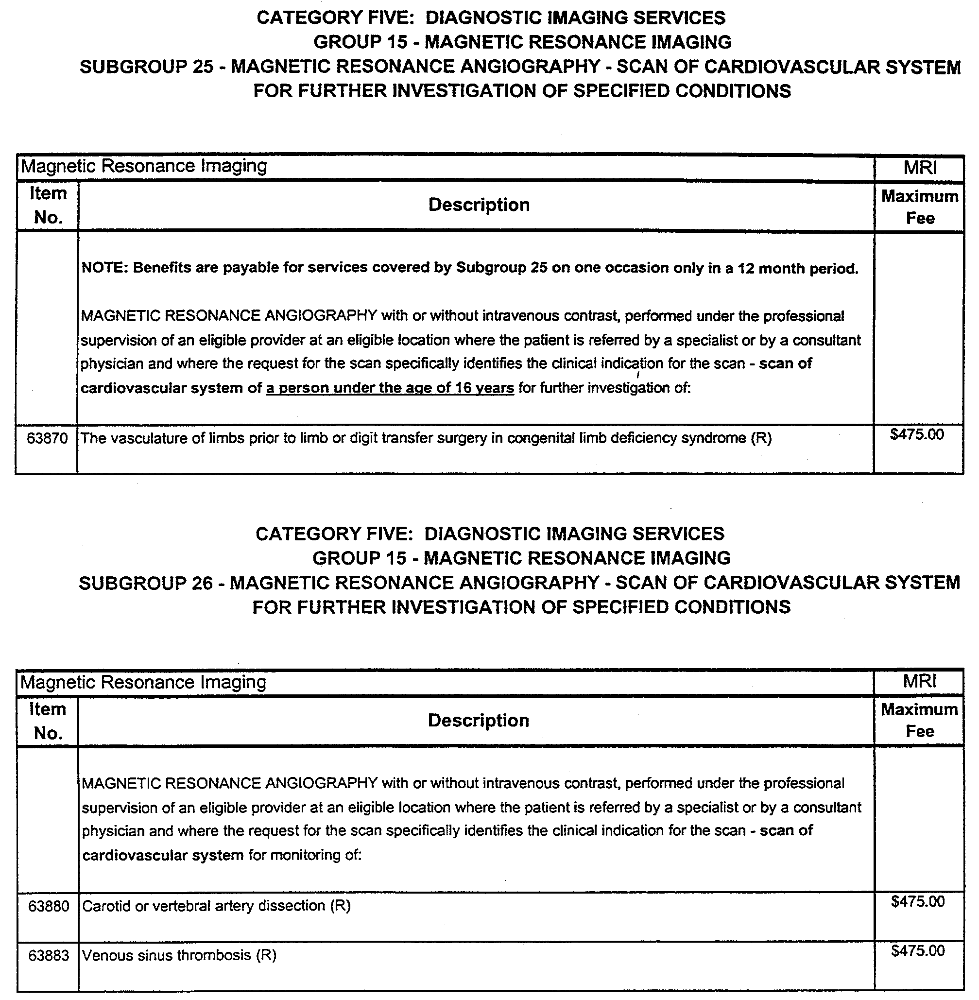 CATEGORY FIVE: DIAGNOSTIC IMAGING SERVICES
GROUP 15 - MAGNETIC RESONANCE IMAGING
SUBGROUP 25 - MAGNETIC RESONANCE ANGIOGRAPHY - SCAN OF CARDIOVASCULAR SYSTEM
FOR FURTHER INVESTIGATION OF SPECIFIED CONDITIONS
Magnetic Resonance Imaging MRI
Item No. Description Maximum Fee
NOTE: Benefits are payable for services covered by Subgroup 25 on one occasion only in a 12 month period.
MAGNETIC RESONANCE ANGIOGRAPHY with or without intravenous contrast, performed under the professional
supervision of an eligible provider at an eligible location where the patient is referred by a specialist or by a consultant
physician and where the request for the scan specifically identifies the clinical indication for the scan - scan of
cardiovascular system of a person under the age of 16 years for further investigation of:
63870 The vasculature of limbs prior to limb or digit transfer surgery in congenital limb deficiency syndrome (R) $475.00
CATEGORY FIVE: DIAGNOSTIC IMAGING SERVICES
GROUP 15 - MAGNETIC RESONANCE IMAGING
SUBGROUP 26 - MAGNETIC RESONANCE ANGIOGRAPHY - SCAN OF CARDIOVASCULAR SYSTEM
FOR FURTHER INVESTIGATION OF SPECIFIED CONDITIONS
Magnetic Resonance Imaging MRI
Item No. Description Maximum Fee
MAGNETIC RESONANCE ANGIOGRAPHY with or without intravenous contrast, performed under the professional
supervision of an eligible provider at an eligible location where the patient is referred by a specialist or by a consultant
physician and where the request for the scan specifically identifies the clinical indication for the scan - scan of
cardiovascular system for monitoring of:
63880 Carotid or vertebral artery dissection (R) $475.00
63883 Venous sinus thrombosis (R) $475.00